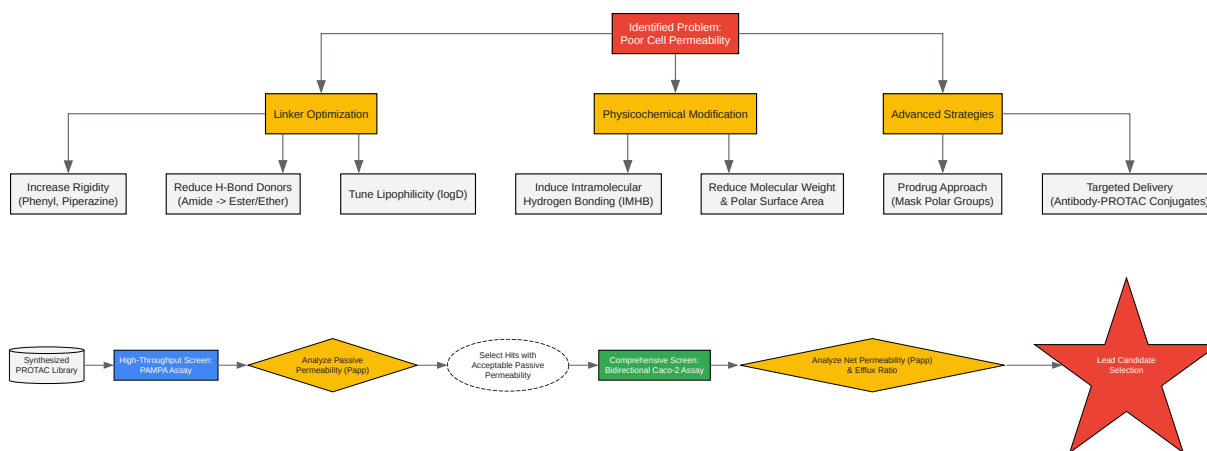 Identified Problem:
Poor Cell Permeability
Linker Optimization
Physicochemical Modification
Advanced Strategies
Increase Rigidity
(Phenyl, Piperazine)
Reduce H-Bond Donors
(Amide -> Ester/Ether)
Tune Lipophilicity (logD)
Induce Intramolecular
Hydrogen Bonding (IMHB)
Reduce Molecular Weight
& Polar Surface Area
Prodrug Approach
(Mask Polar Groups)
Targeted Delivery
(Antibody-PROTAC Conjugates)
Synthesized
PROTAC Library
High-Throughput Screen:
PAMPA Assay
Analyze Passive
Permeability (Papp)
Select Hits with
Acceptable Passive
Permeability
Comprehensive Screen:
Bidirectional Caco-2 Assay
Analyze Net Permeability (Papp)
& Efflux Ratio
Lead Candidate
Selection